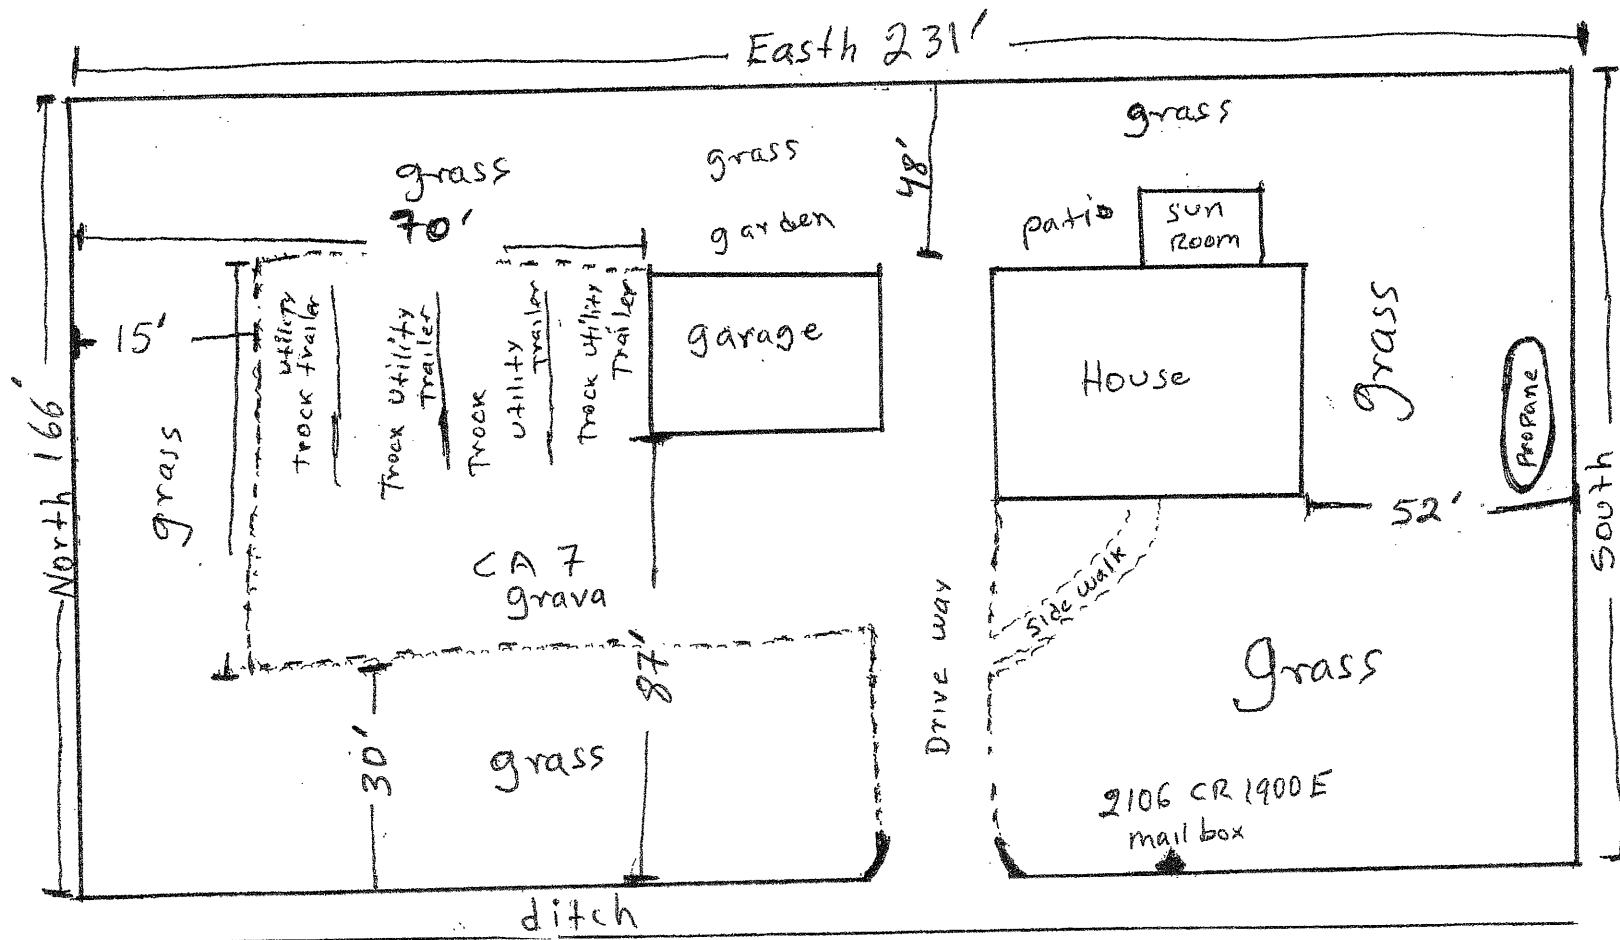 Easth 231'
grass
grass
grass
48'
70'
garden
patio
sun
Room
15'
utility
trock trailer
Trock utility
Trailer
Trock
utility
Trailer
Trock utility
Trailer
garage
House
grass
Propane
North 166'
grass
52'
South
CA 7
grava
side walk
Drive way
87'
grass
30'
grass
2106 CR 1900 E
mail box
ditch